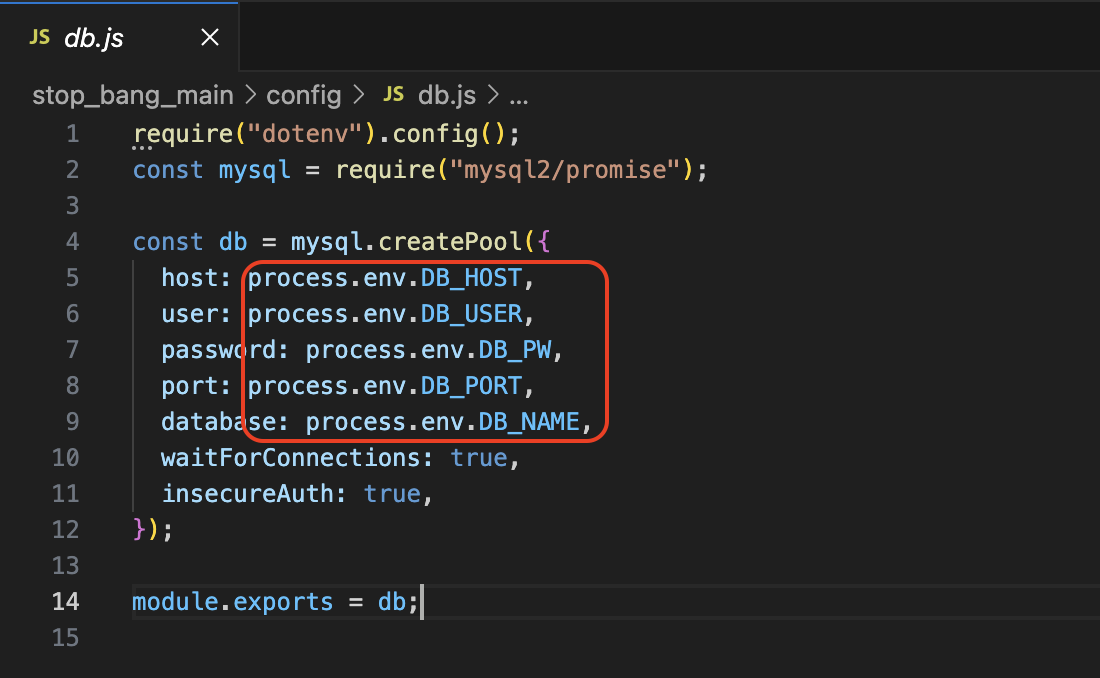 JS db.js
stop_bang_main > config > JS db.js > ...
1 require("dotenv").config();
2 const mysql = require("mysql2/promise");
3
4 const db = mysql.createPool({
5 host: process.env.DB_HOST,
6 user: process.env.DB_USER,
7 password: process.env.DB_PW,
8 port: process.env.DB_PORT,
9 database: process.env.DB_NAME,
10 waitForConnections: true,
11 insecureAuth: true,
12 });
13
14 module.exports = db;
15